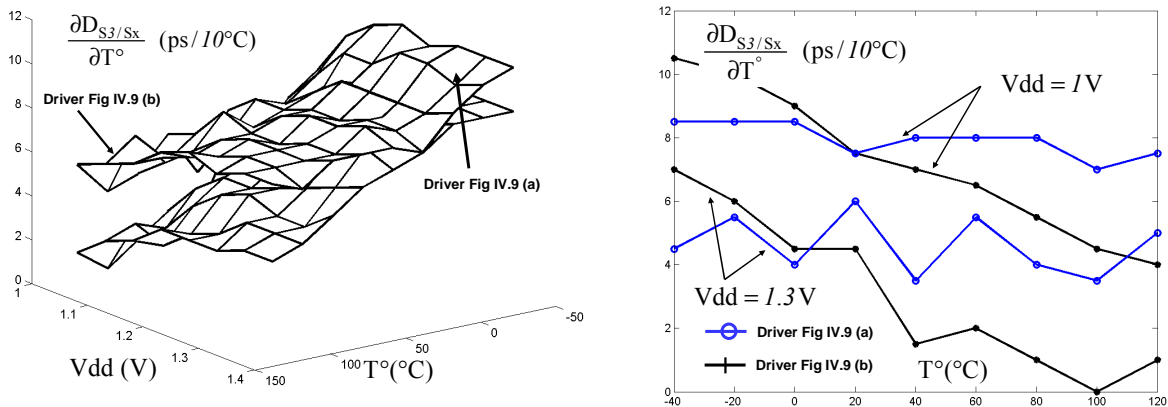 12
10
8
6
4
2
0
∂D_S3/Sx / ∂T° (ps/10°C)
Driver Fig IV.9 (b)
Driver Fig IV.9 (a)
1
1.1
1.2
1.3
1.4
Vdd (V)
150
100
50
0
-50
T°(°C)
12
10
8
6
4
2
0
∂D_S3/Sx / ∂T° (ps/10°C)
Vdd = 1V
Vdd = 1.3V
Driver Fig IV.9 (a)
Driver Fig IV.9 (b)
T°(°C)
-40 -20 0 20 40 60 80 100 120